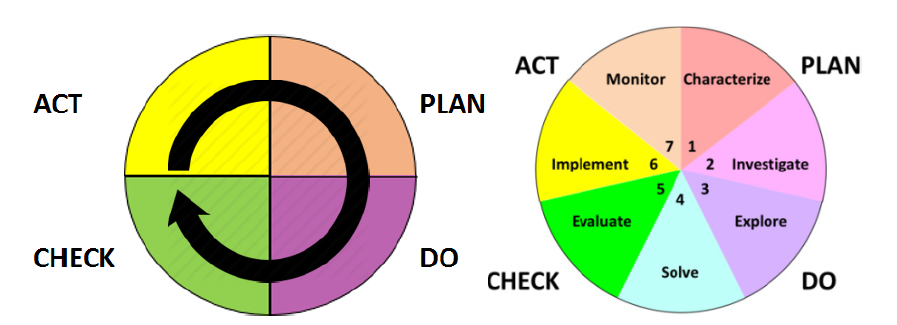 ACT
PLAN
CHECK
DO
ACT
PLAN
Monitor
Characterize
7
1
Implement
6
2
Investigate
5
3
4
Evaluate
Explore
Solve
CHECK
DO